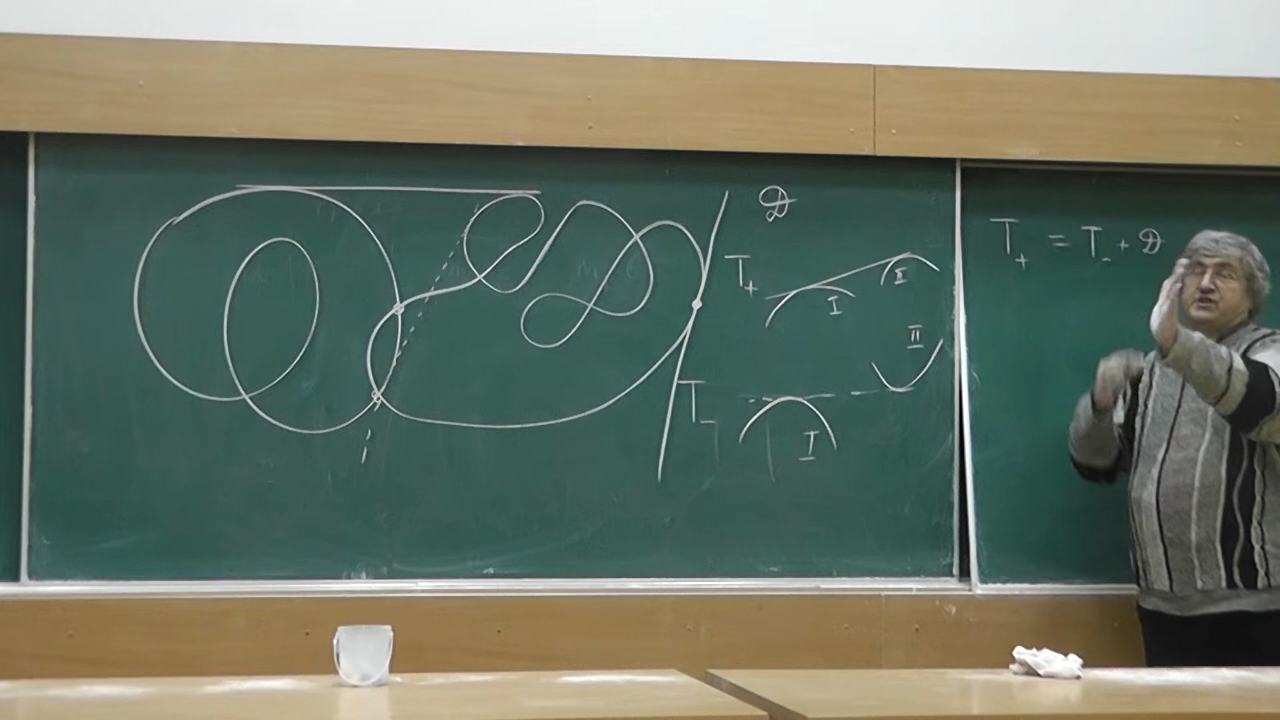 𝒟
T₊
I
II
II
T₋
I
T₊ = T₋ + 𝒟